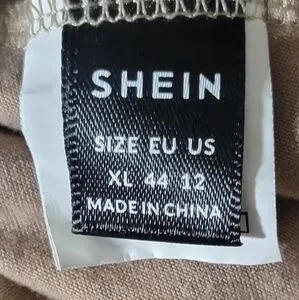 SHEIN
SIZE EU US
XL 44 12
MADE IN CHINA